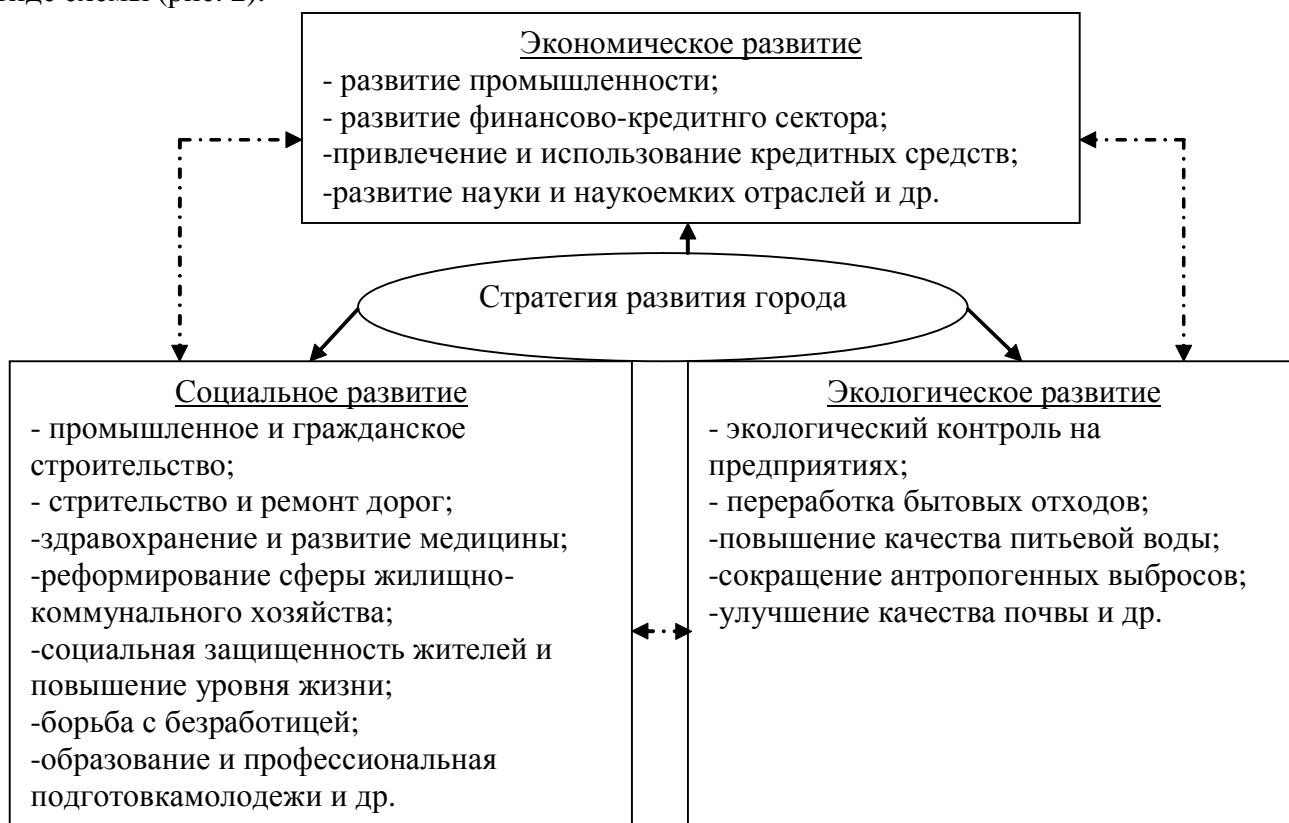 (рис. 2).
Экономическое развитие
- развитие промышленности;
- развитие финансово-кредитнго сектора;
-привлечение и использование кредитных средств;
-развитие науки и наукоемких отраслей и др.
Стратегия развития города
Социальное развитие
- промышленное и гражданское
строительство;
- стрительство и ремонт дорог;
-здравохранение и развитие медицины;
-реформирование сферы жилищно-
коммунального хозяйства;
-социальная защищенность жителей и
повышение уровня жизни;
-борьба с безработицей;
-образование и профессиональная
подготовкамолодежи и др.
Экологическое развитие
- экологический контроль на
предприятиях;
- переработка бытовых отходов;
-повышение качества питьевой воды;
-сокращение антропогенных выбросов;
-улучшение качества почвы и др.